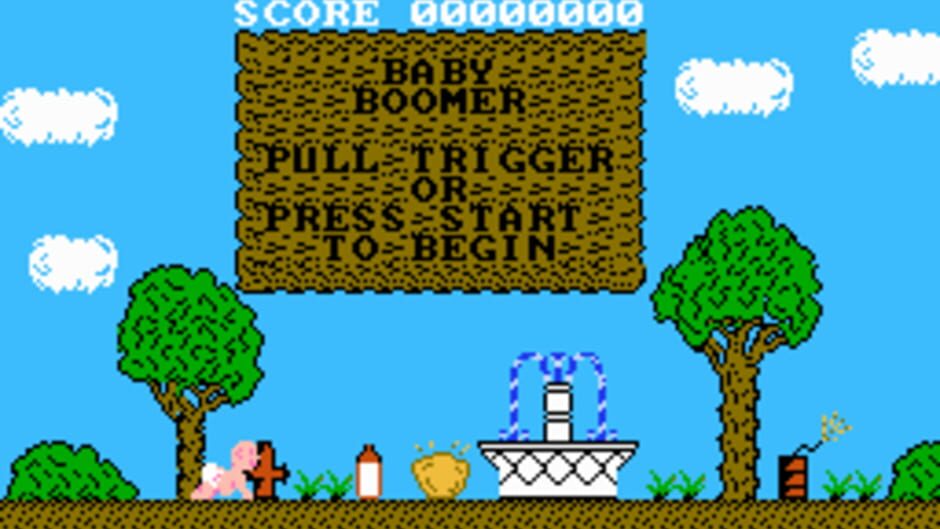 SCORE 00000000
BABY
BOOMER
PULL TRIGGER
OR
PRESS START
TO BEGIN